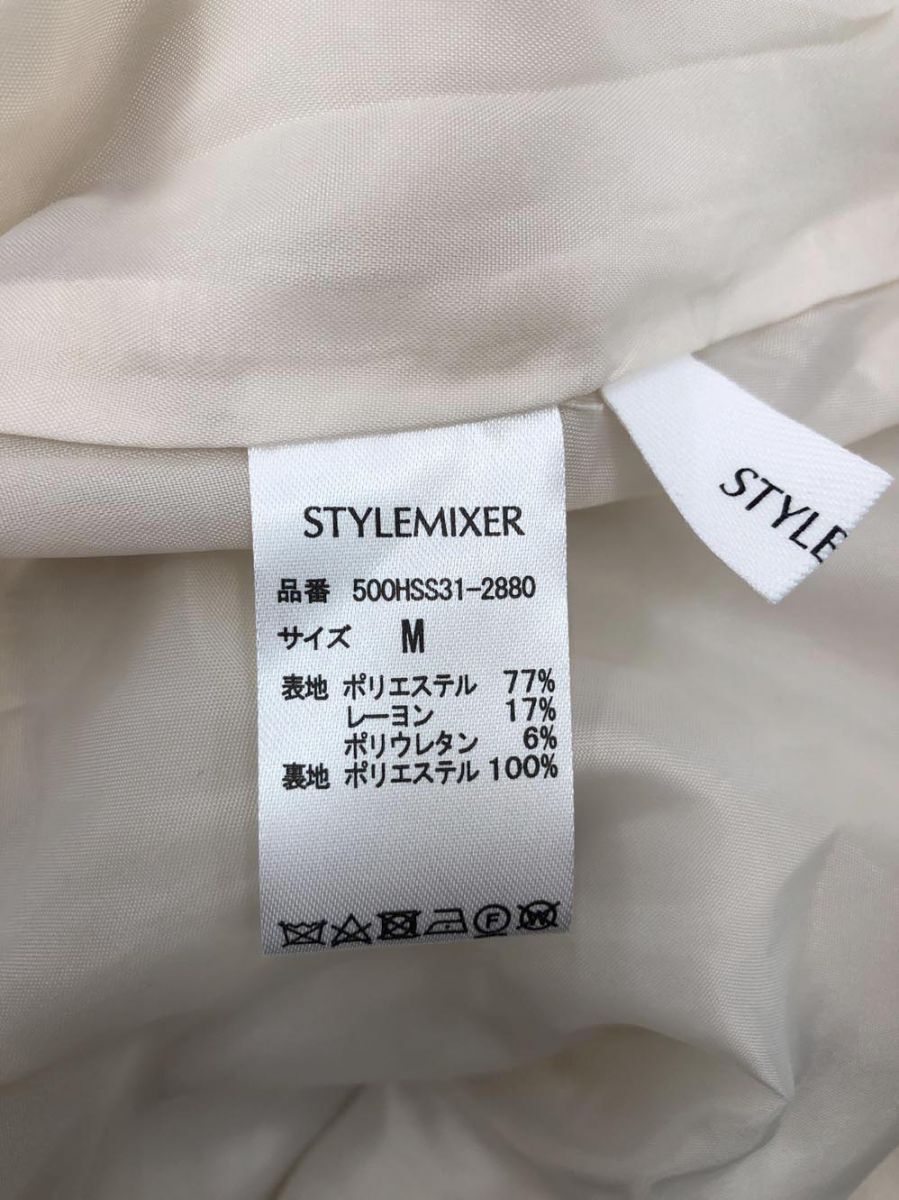 STYLEMIXER
品番 500HSS31-2880
サイズ M
表地 ポリエステル 77%
レーヨン 17%
ポリウレタン 6%
裏地 ポリエステル 100%
F W
STYLE